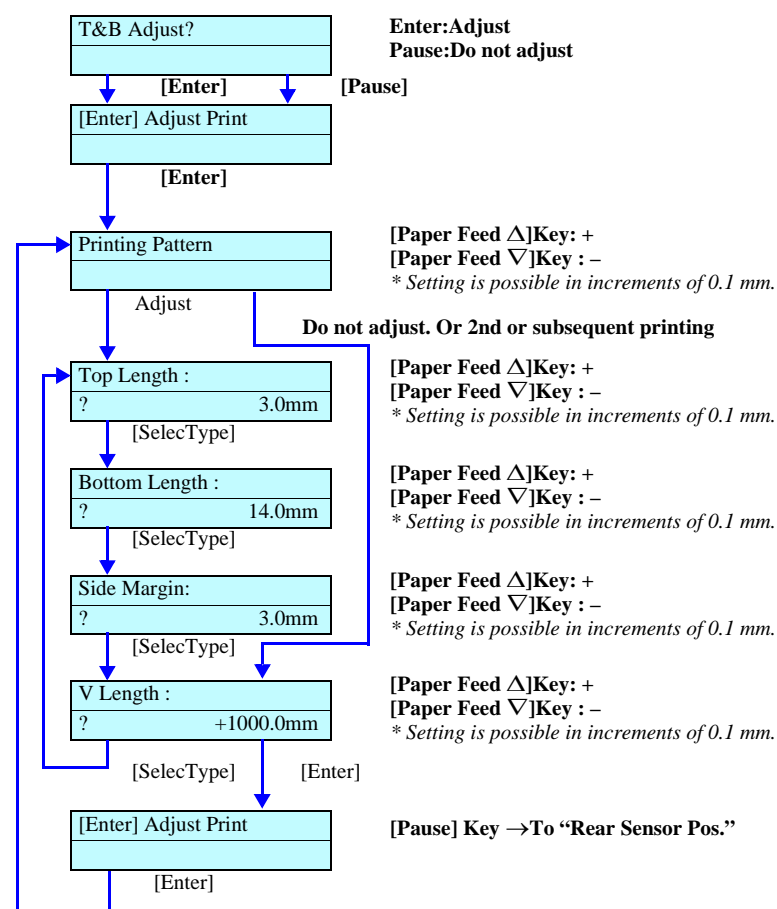 T&B Adjust?
Enter:Adjust
Pause:Do not adjust
[Enter]
[Pause]
[Enter] Adjust Print
[Enter]
Printing Pattern
[Paper Feed △]Key: +
[Paper Feed ▽]Key : –
* Setting is possible in increments of 0.1 mm.
Adjust
Do not adjust. Or 2nd or subsequent printing
Top Length :
? 3.0mm
[Paper Feed △]Key: +
[Paper Feed ▽]Key : –
* Setting is possible in increments of 0.1 mm.
[SelecType]
Bottom Length :
? 14.0mm
[Paper Feed △]Key: +
[Paper Feed ▽]Key : –
* Setting is possible in increments of 0.1 mm.
[SelecType]
Side Margin:
? 3.0mm
[Paper Feed △]Key: +
[Paper Feed ▽]Key : –
* Setting is possible in increments of 0.1 mm.
[SelecType]
V Length :
? +1000.0mm
[Paper Feed △]Key: +
[Paper Feed ▽]Key : –
* Setting is possible in increments of 0.1 mm.
[SelecType]
[Enter]
[Enter] Adjust Print
[Pause] Key →To “Rear Sensor Pos.”
[Enter]